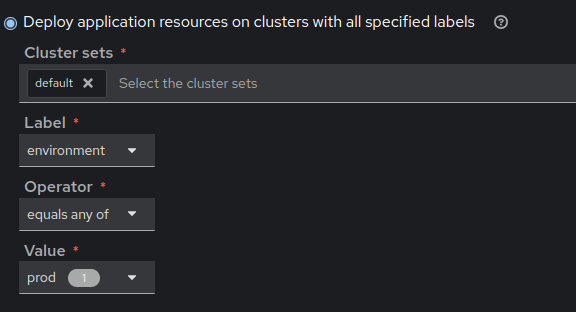 Deploy application resources on clusters with all specified labels
Cluster sets *
default Select the cluster sets
Label *
environment
Operator *
equals any of
Value *
prod 1